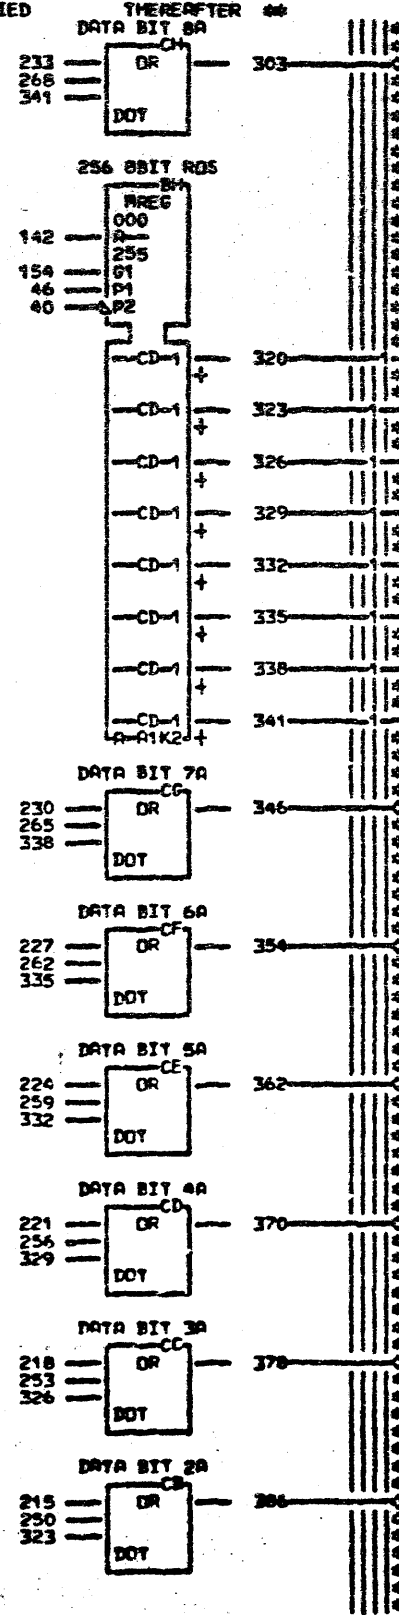 IED THEREAFTER **
DATA BIT 8A
CH
233 OR 303
268
341
DOT
256 8BIT ROS
BH
MREG
000
142 A
255
154 G1
46 P1
40 P2
CD 1 320
+
CD 1 323
+
CD 1 326
+
CD 1 329
+
CD 1 332
+
CD 1 335
+
CD 1 338
+
CD 1 341
A-A1K2 +
DATA BIT 7A
CG
230 OR 346
265
338
DOT
DATA BIT 6A
CF
227 OR 354
262
335
DOT
DATA BIT 5A
CE
224 OR 362
259
332
DOT
DATA BIT 4A
CD
221 OR 370
256
329
DOT
DATA BIT 3A
CC
218 OR 378
253
326
DOT
DATA BIT 2A
CB
215 OR 386
250
323
DOT